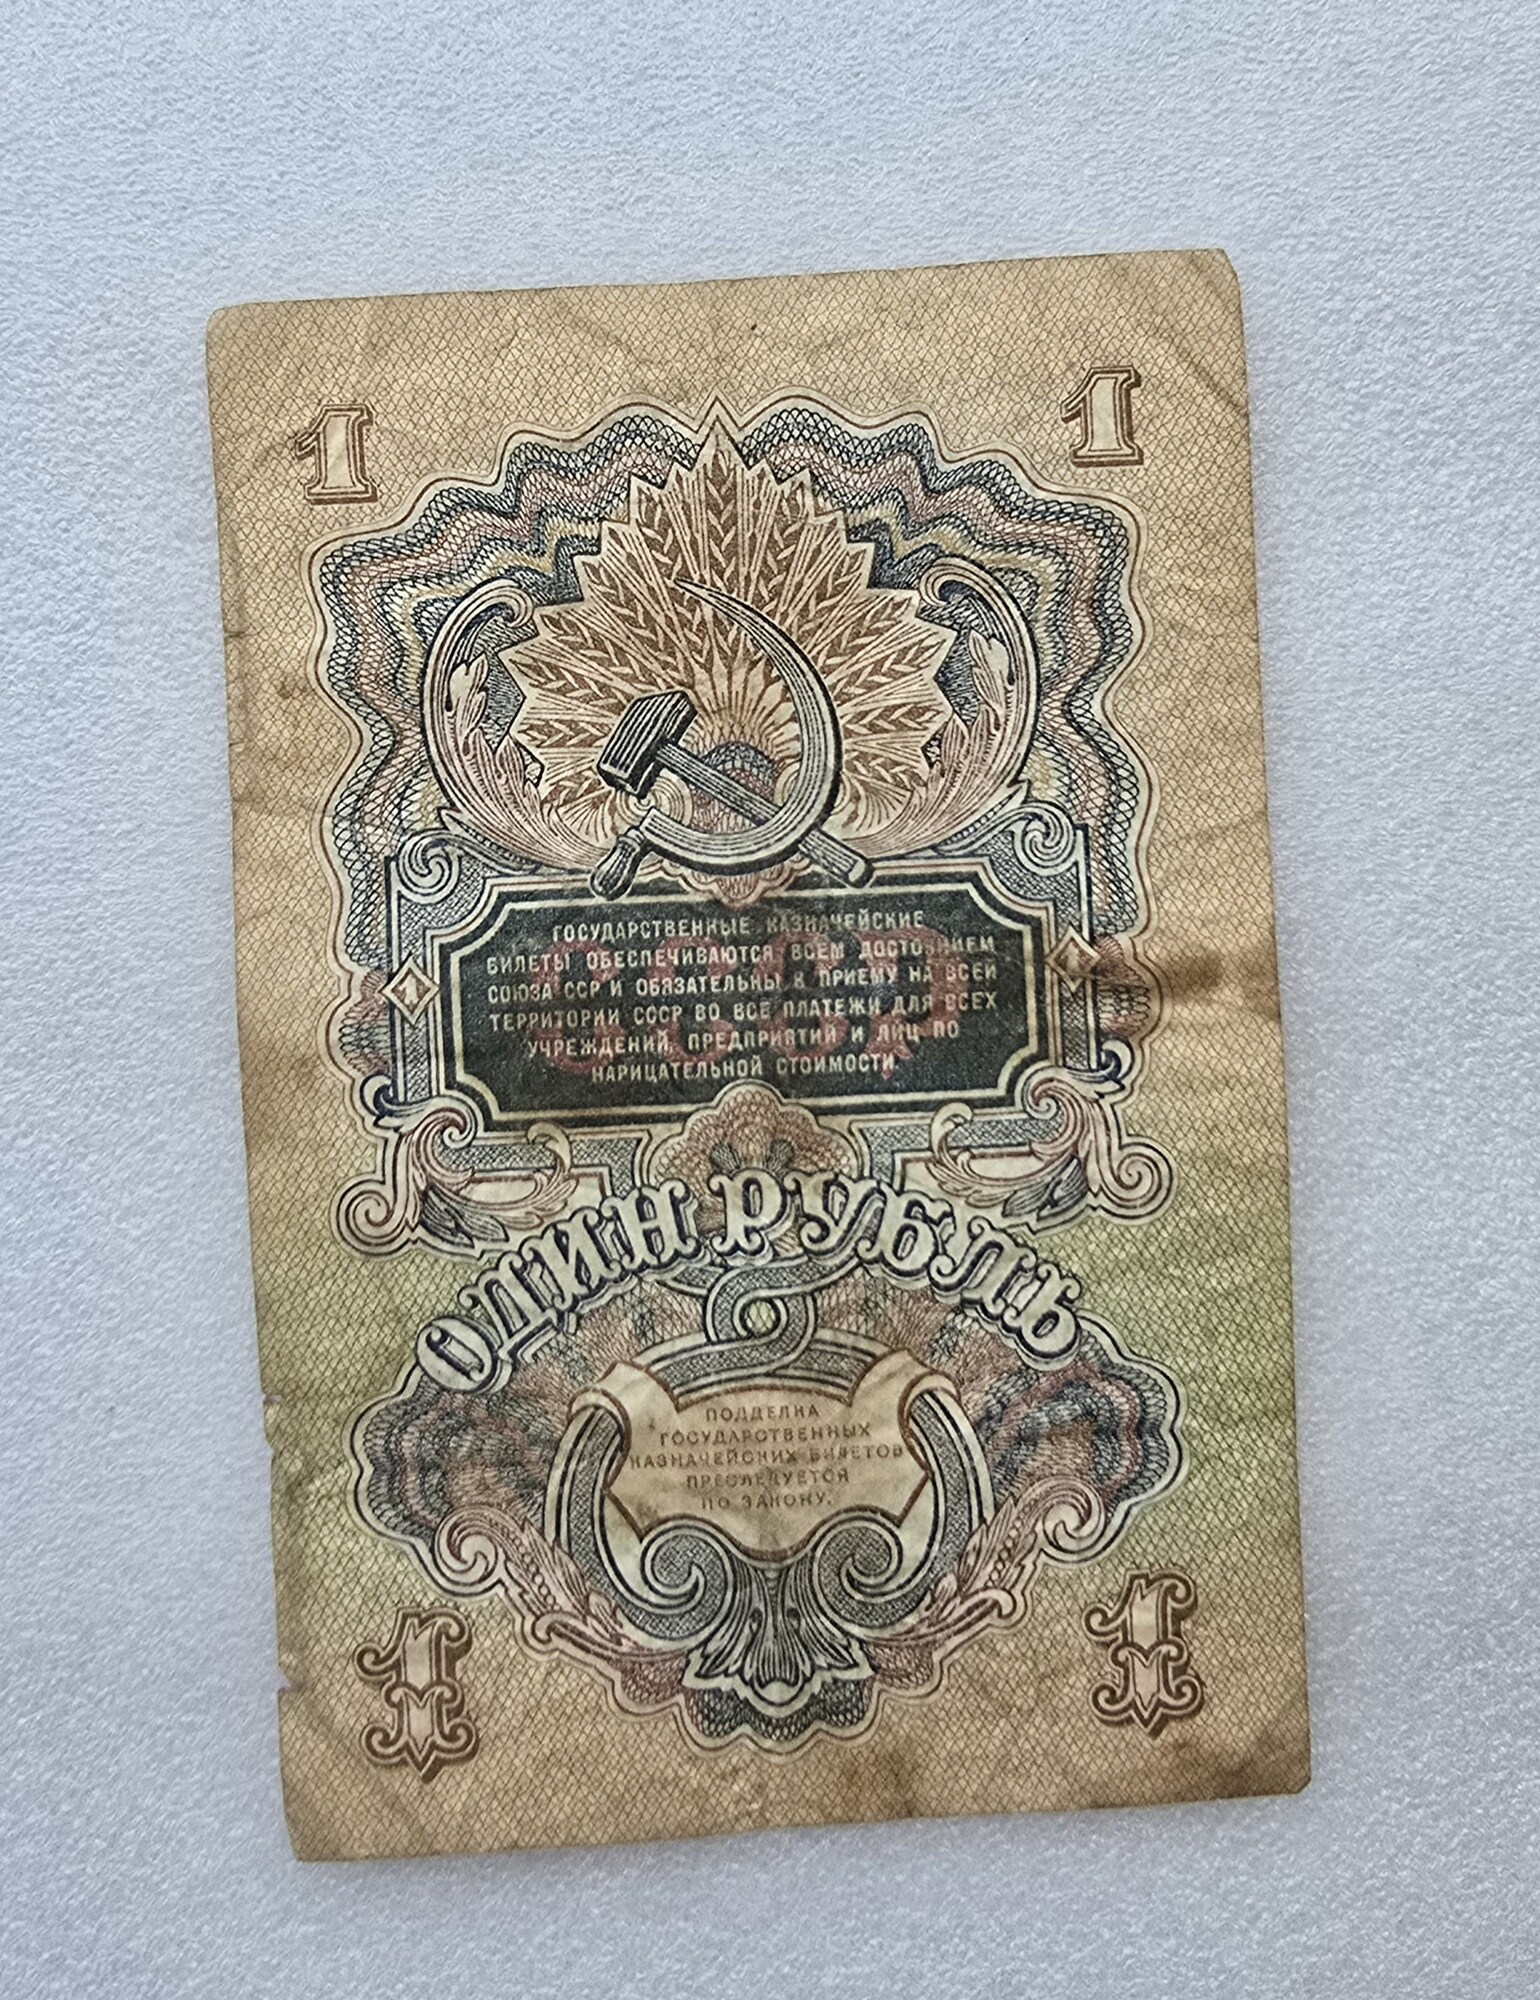 1 1
ГОСУДАРСТВЕННЫЕ КАЗНАЧЕЙСКИЕ
БИЛЕТЫ ОБЕСПЕЧИВАЮТСЯ ВСЕМ ДОСТОЯНИЕМ
СОЮЗА ССР И ОБЯЗАТЕЛЬНЫ К ПРИЕМУ НА ВСЕЙ
1 1
ТЕРРИТОРИИ СССР ВО ВСЕ ПЛАТЕЖИ ДЛЯ ВСЕХ
УЧРЕЖДЕНИЙ, ПРЕДПРИЯТИЙ И ЛИЦ ПО
НАРИЦАТЕЛЬНОЙ СТОИМОСТИ.
ОДИН РУБЛЬ
ПОДДЕЛКА
ГОСУДАРСТВЕННЫХ
КАЗНАЧЕЙСКИХ БИЛЕТОВ
ПРЕСЛЕДУЕТСЯ
ПО ЗАКОНУ.
1 1